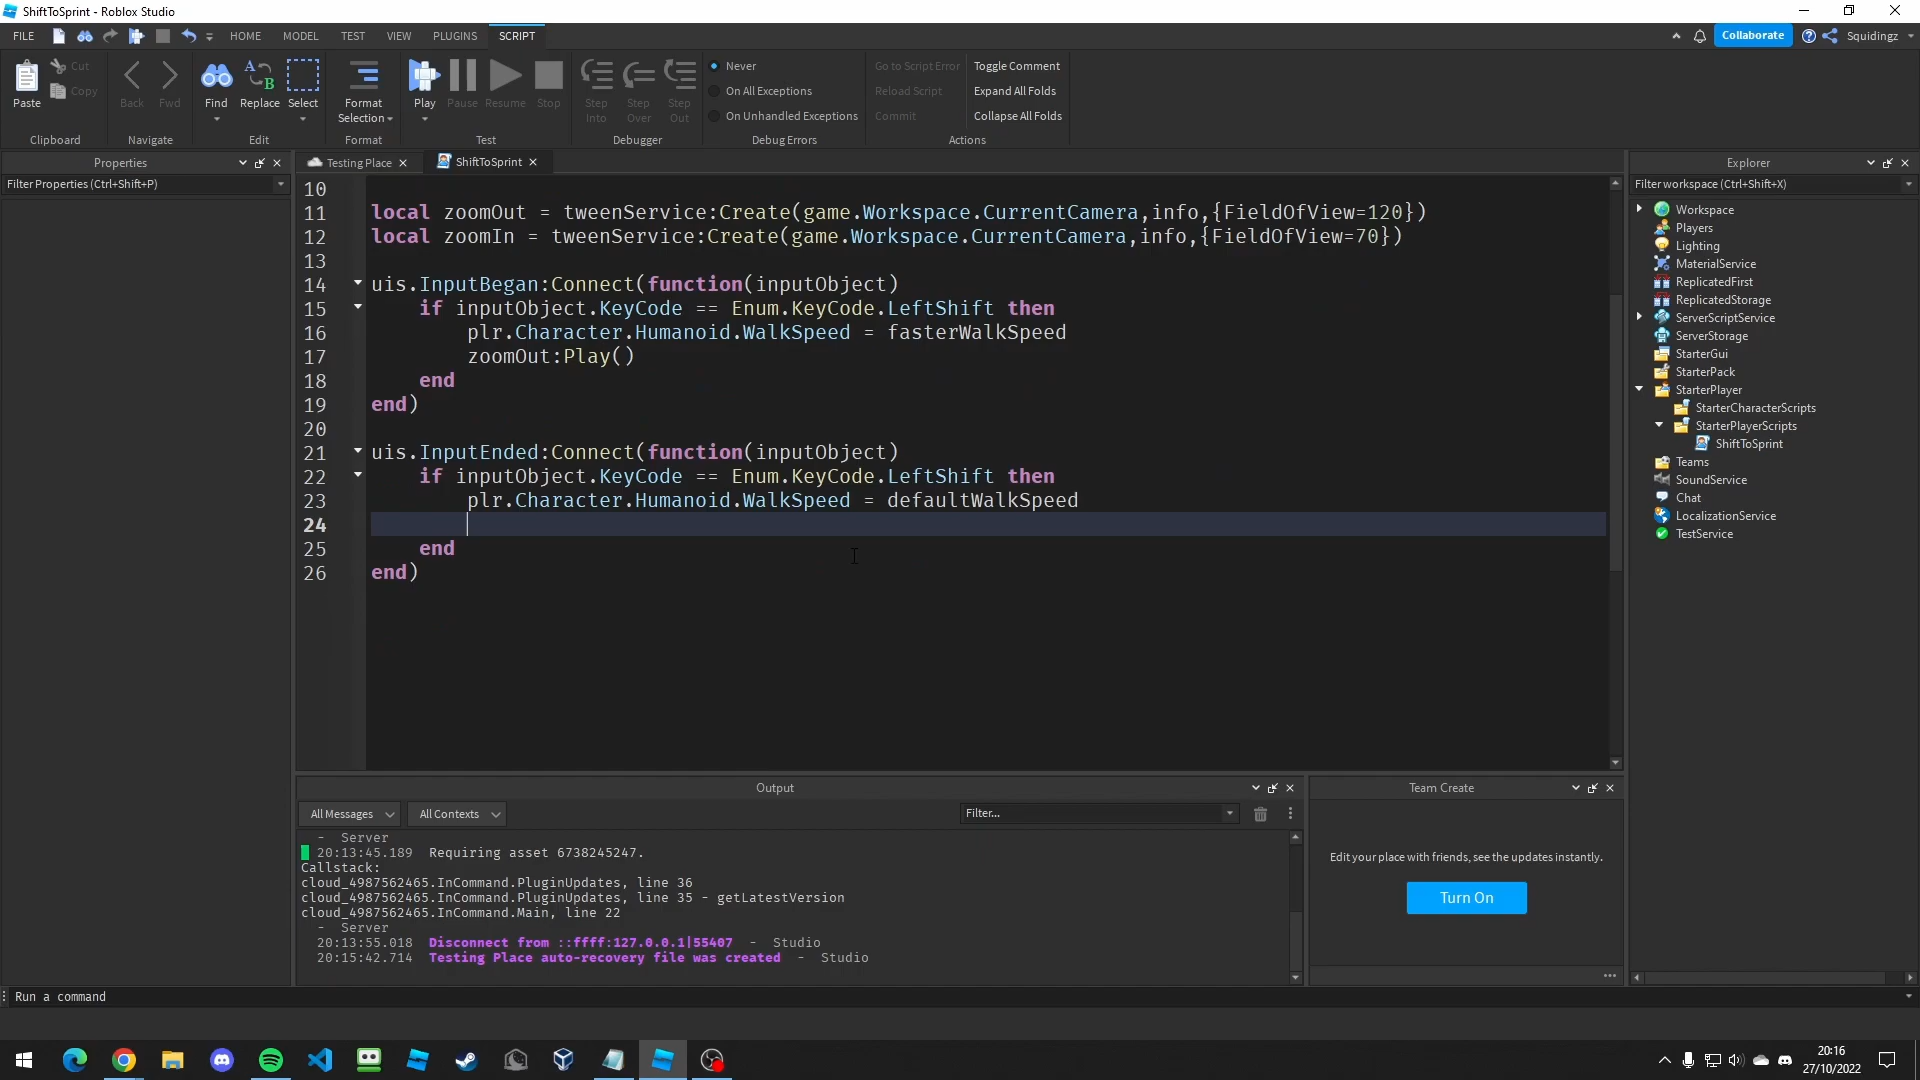 ShiftToSprint - Roblox Studio
FILE HOME MODEL TEST VIEW PLUGINS SCRIPT Collaborate Squidingz
Paste Cut Copy
Clipboard
Back Fwd
Navigate
Find Replace Select
Edit
Format Selection
Format
Play Pause Resume Stop
Test
Step Into Step Over Step Out
Debugger
Never
On All Exceptions
On Unhandled Exceptions
Debug Errors
Go to Script Error Toggle Comment
Reload Script Expand All Folds
Commit Collapse All Folds
Actions
Properties
Filter Properties (Ctrl+Shift+P)
Testing Place ShiftToSprint
10
11 local zoomOut = tweenService:Create(game.Workspace.CurrentCamera,info,{FieldOfView=120})
12 local zoomIn = tweenService:Create(game.Workspace.CurrentCamera,info,{FieldOfView=70})
13
14 uis.InputBegan:Connect(function(inputObject)
15 if inputObject.KeyCode == Enum.KeyCode.LeftShift then
16 plr.Character.Humanoid.WalkSpeed = fasterWalkSpeed
17 zoomOut:Play()
18 end
19 end)
20
21 uis.InputEnded:Connect(function(inputObject)
22 if inputObject.KeyCode == Enum.KeyCode.LeftShift then
23 plr.Character.Humanoid.WalkSpeed = defaultWalkSpeed
24
25 end
26 end)
Explorer
Filter workspace (Ctrl+Shift+X)
Workspace
Players
Lighting
MaterialService
ReplicatedFirst
ReplicatedStorage
ServerScriptService
ServerStorage
StarterGui
StarterPack
StarterPlayer
StarterCharacterScripts
StarterPlayerScripts
ShiftToSprint
Teams
SoundService
Chat
LocalizationService
TestService
Output
All Messages All Contexts Filter...
- Server
20:13:45.189 Requiring asset 6738245247.
Callstack:
cloud_4987562465.InCommand.PluginUpdates, line 36
cloud_4987562465.InCommand.PluginUpdates, line 35 - getLatestVersion
cloud_4987562465.InCommand.Main, line 22
- Server
20:13:55.018 Disconnect from ::ffff:127.0.0.1|55407 - Studio
20:15:42.714 Testing Place auto-recovery file was created - Studio
Team Create
Edit your place with friends, see the updates instantly.
Turn On
Run a command
20:16
27/10/2022